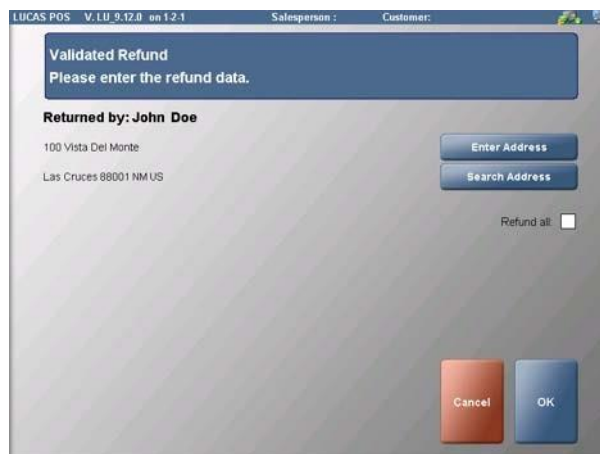 LUCAS POS V. LU_9.12.0 on 1-2-1 Salesperson : Customer:
Validated Refund
Please enter the refund data.
Returned by: John Doe
100 Vista Del Monte
Enter Address
Las Cruces 88001 NM US
Search Address
Refund all:
Cancel
OK